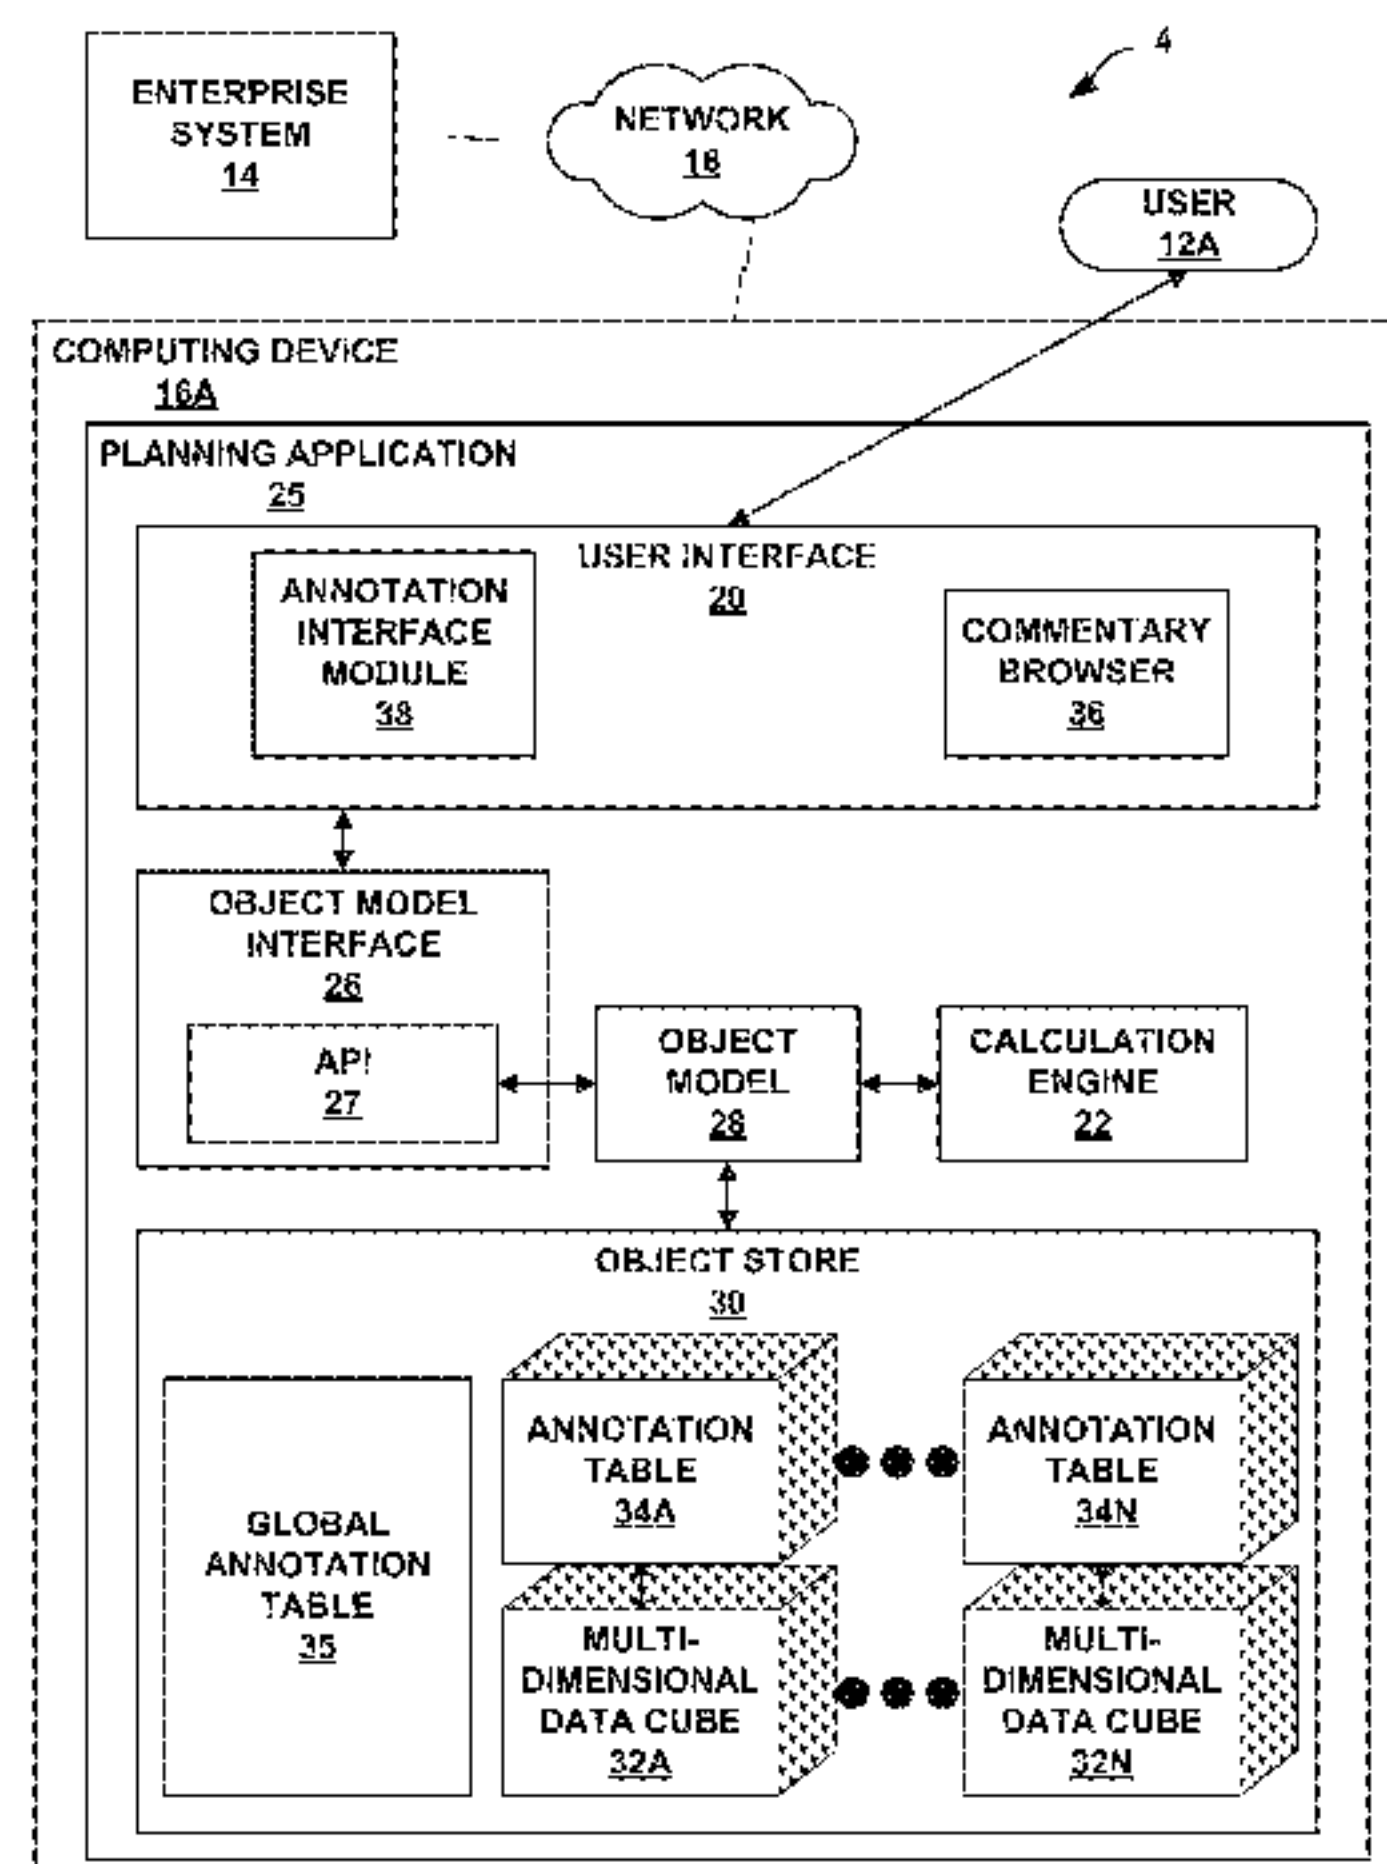 4
ENTERPRISE
SYSTEM
14
NETWORK
18
USER
12A
COMPUTING DEVICE
16A
PLANNING APPLICATION
25
USER INTERFACE
20
ANNOTATION
INTERFACE
MODULE
38
COMMENTARY
BROWSER
36
OBJECT MODEL
INTERFACE
26
API
27
OBJECT
MODEL
28
CALCULATION
ENGINE
22
OBJECT STORE
30
GLOBAL
ANNOTATION
TABLE
35
ANNOTATION
TABLE
34A
ANNOTATION
TABLE
34N
MULTI-
DIMENSIONAL
DATA CUBE
32A
MULTI-
DIMENSIONAL
DATA CUBE
32N